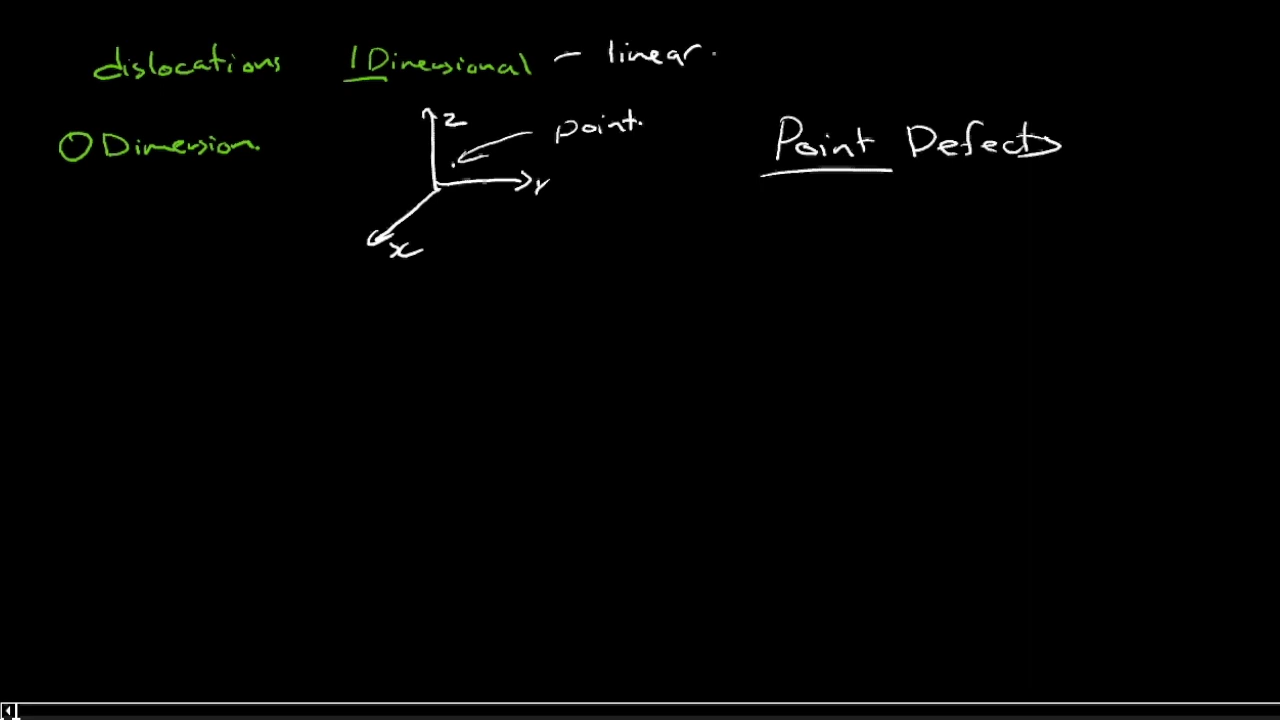 dislocations 1Dimensional - linear.
0 Dimension.
z
point.
Point Defects
y
x